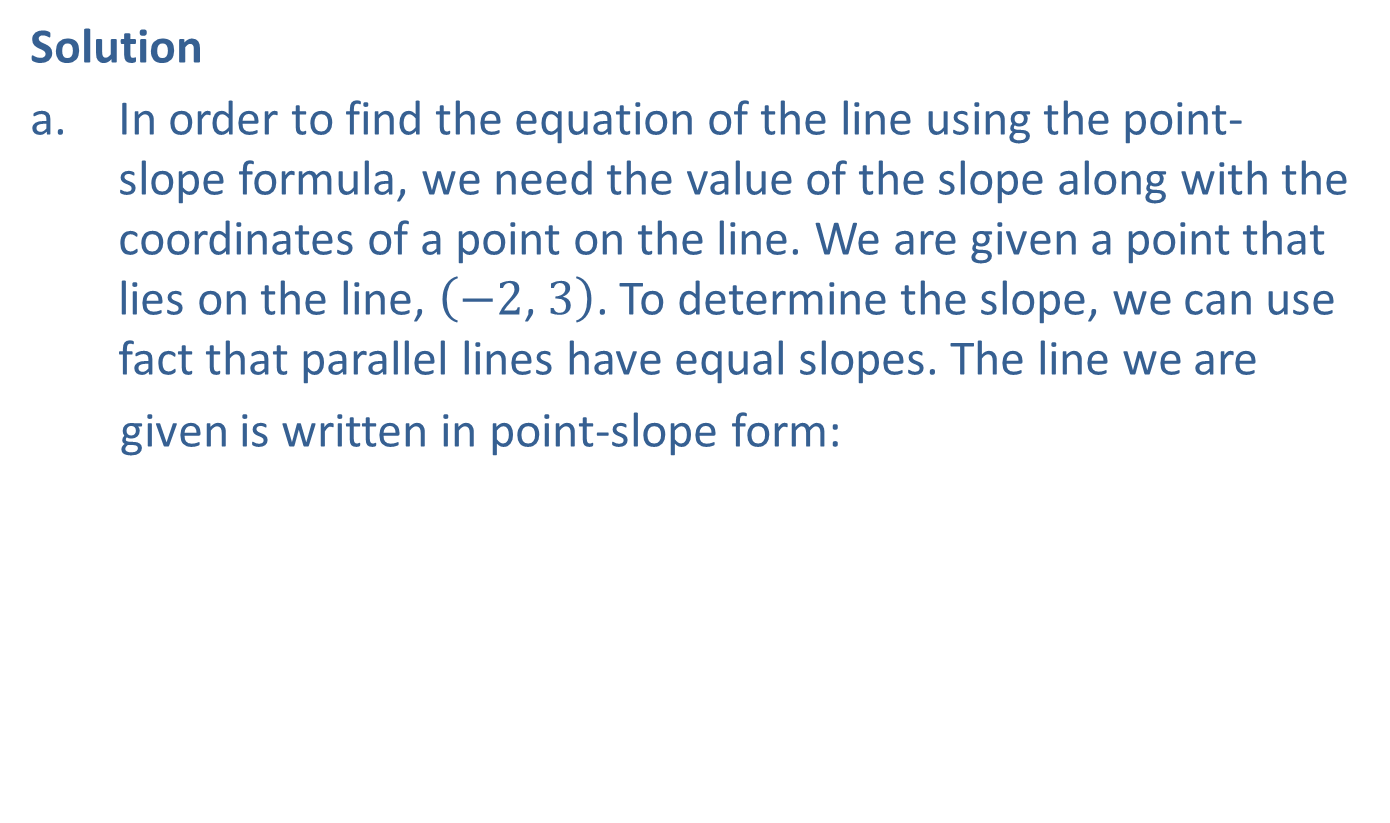 Solution
a. In order to find the equation of the line using the point-
slope formula, we need the value of the slope along with the
coordinates of a point on the line. We are given a point that
lies on the line, (−2, 3). To determine the slope, we can use
fact that parallel lines have equal slopes. The line we are
given is written in point-slope form: